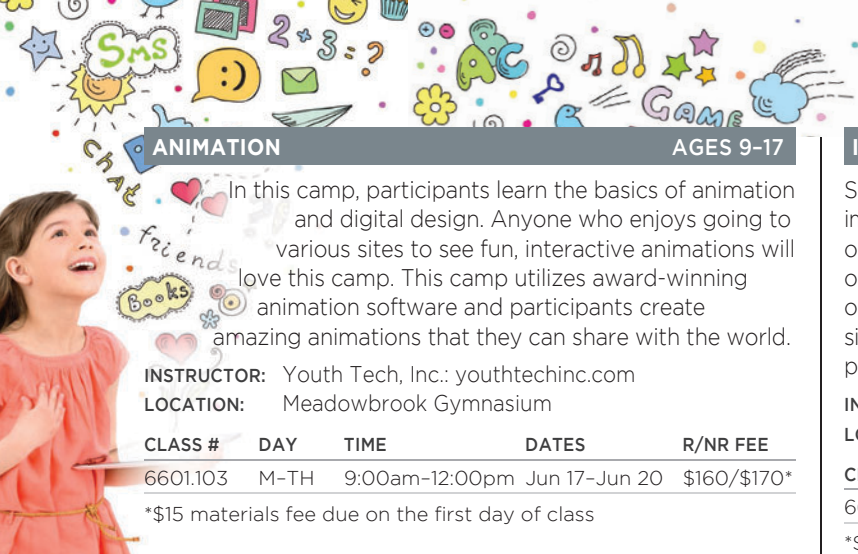 2+3=?
SMS
ABC
GAME
Chat
ANIMATION AGES 9–17
In this camp, participants learn the basics of animation
and digital design. Anyone who enjoys going to
various sites to see fun, interactive animations will
love this camp. This camp utilizes award-winning
animation software and participants create
amazing animations that they can share with the world.
friends
Books
INSTRUCTOR: Youth Tech, Inc.: youthtechinc.com
LOCATION: Meadowbrook Gymnasium
CLASS # DAY TIME DATES R/NR FEE
6601.103 M–TH 9:00am–12:00pm Jun 17–Jun 20 $160/$170*
*$15 materials fee due on the first day of class